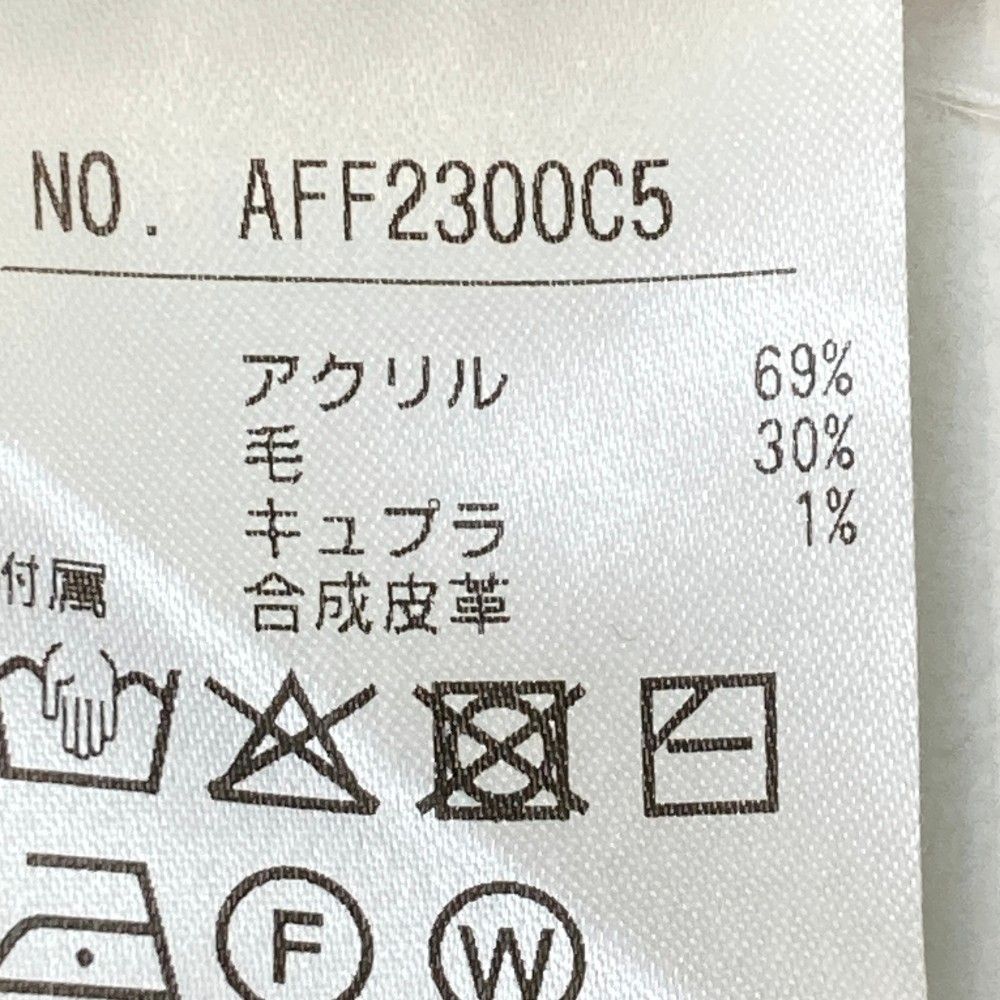 NO. AFF2300C5
アクリル 69%
毛 30%
キュプラ 1%
付属 合成皮革
F W